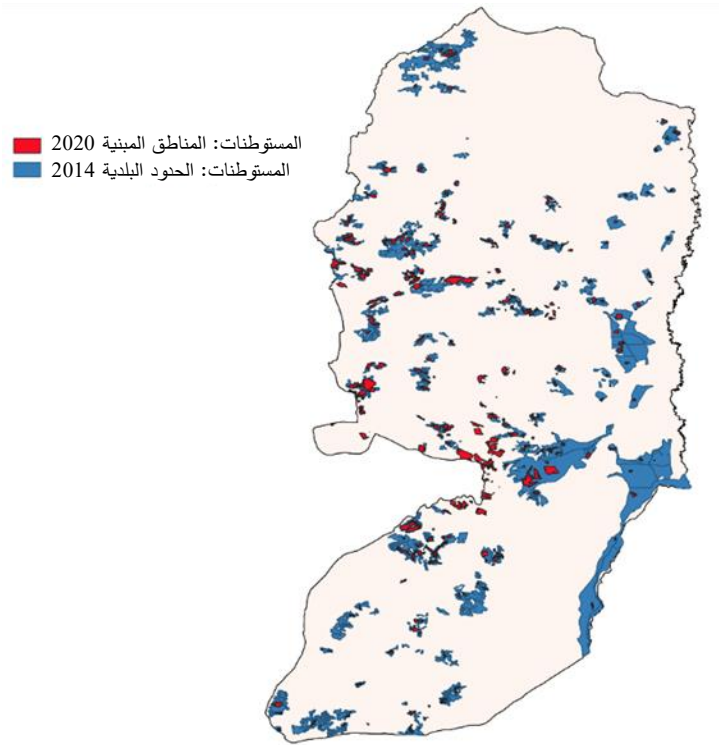 المستوطنات: المناطق المبنية 2020
المستوطنات: الحدود البلدية 2014